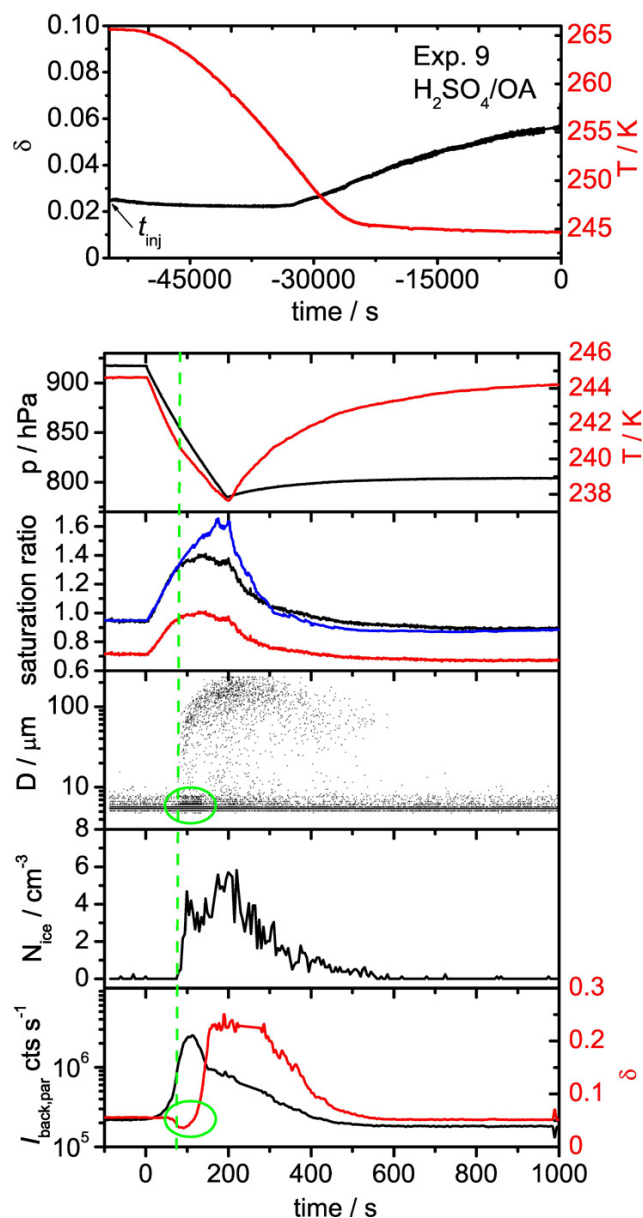 0.10
0.08
0.06
0.04
0.02
0
δ
Exp. 9
H₂SO₄/OA
t_inj
265
260
255
250
245
T / K
-45000 -30000 -15000 0
time / s
900
850
800
p / hPa
246
244
242
240
238
T / K
1.6
1.4
1.2
1.0
0.8
0.6
saturation ratio
100
10
D / μm
8
6
4
2
0
N_ice / cm⁻³
10⁶
10⁵
I_back,par cts s⁻¹
0.3
0.2
0.1
0
δ
0 200 400 600 800 1000
time / s